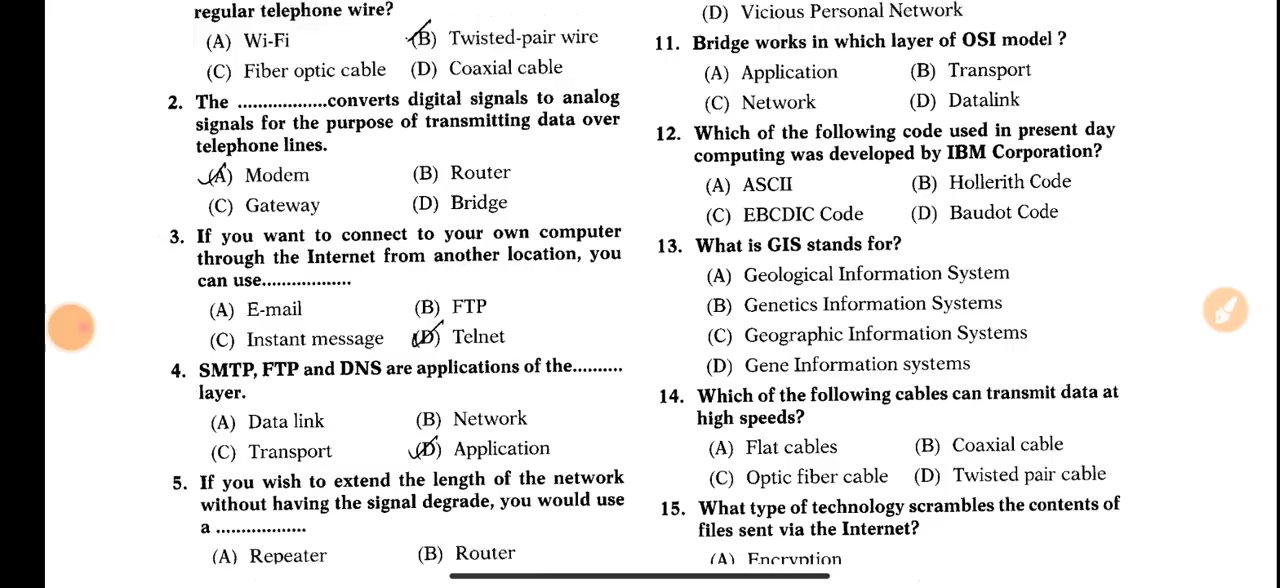 regular telephone wire?
(A) Wi-Fi (B) Twisted-pair wire
(C) Fiber optic cable (D) Coaxial cable
2. The ..................converts digital signals to analog
signals for the purpose of transmitting data over
telephone lines.
(A) Modem (B) Router
(C) Gateway (D) Bridge
3. If you want to connect to your own computer
through the Internet from another location, you
can use..................
(A) E-mail (B) FTP
(C) Instant message (D) Telnet
4. SMTP, FTP and DNS are applications of the..........
layer.
(A) Data link (B) Network
(C) Transport (D) Application
5. If you wish to extend the length of the network
without having the signal degrade, you would use
a ..................
(A) Repeater (B) Router
(D) Vicious Personal Network
11. Bridge works in which layer of OSI model ?
(A) Application (B) Transport
(C) Network (D) Datalink
12. Which of the following code used in present day
computing was developed by IBM Corporation?
(A) ASCII (B) Hollerith Code
(C) EBCDIC Code (D) Baudot Code
13. What is GIS stands for?
(A) Geological Information System
(B) Genetics Information Systems
(C) Geographic Information Systems
(D) Gene Information systems
14. Which of the following cables can transmit data at
high speeds?
(A) Flat cables (B) Coaxial cable
(C) Optic fiber cable (D) Twisted pair cable
15. What type of technology scrambles the contents of
files sent via the Internet?
(A) Encryption